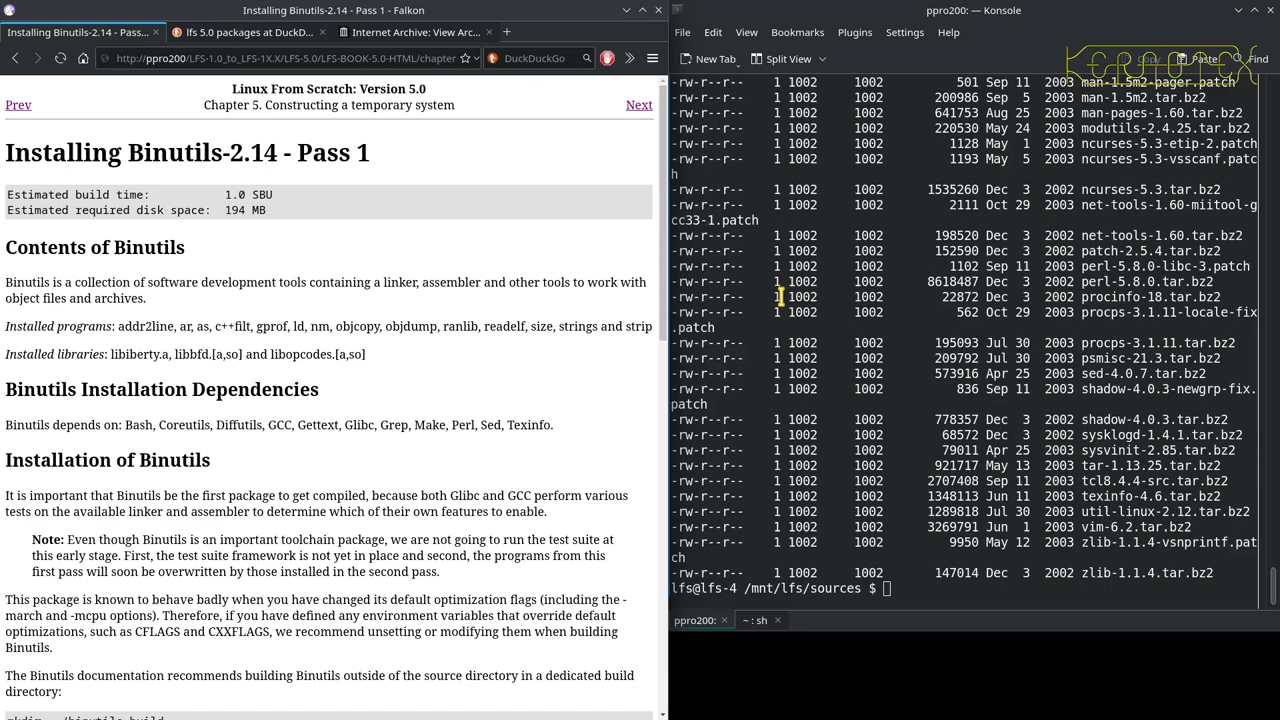 Installing Binutils-2.14 - Pass 1 - Falkon
Installing Binutils-2.14 - Pass...
lfs 5.0 packages at DuckD...
Internet Archive: View Arc...
http://ppro200/LFS-1.0_to_LFS-1X.X/LFS-5.0/LFS-BOOK-5.0-HTML/chapter
DuckDuckGo
Linux From Scratch: Version 5.0
Prev
Chapter 5. Constructing a temporary system
Next
Installing Binutils-2.14 - Pass 1
Estimated build time: 1.0 SBU
Estimated required disk space: 194 MB
Contents of Binutils
Binutils is a collection of software development tools containing a linker, assembler and other tools to work with
object files and archives.
Installed programs: addr2line, ar, as, c++filt, gprof, ld, nm, objcopy, objdump, ranlib, readelf, size, strings and strip
Installed libraries: libiberty.a, libbfd.[a,so] and libopcodes.[a,so]
Binutils Installation Dependencies
Binutils depends on: Bash, Coreutils, Diffutils, GCC, Gettext, Glibc, Grep, Make, Perl, Sed, Texinfo.
Installation of Binutils
It is important that Binutils be the first package to get compiled, because both Glibc and GCC perform various
tests on the available linker and assembler to determine which of their own features to enable.
Note: Even though Binutils is an important toolchain package, we are not going to run the test suite at
this early stage. First, the test suite framework is not yet in place and second, the programs from this
first pass will soon be overwritten by those installed in the second pass.
This package is known to behave badly when you have changed its default optimization flags (including the -
march and -mcpu options). Therefore, if you have defined any environment variables that override default
optimizations, such as CFLAGS and CXXFLAGS, we recommend unsetting or modifying them when building
Binutils.
The Binutils documentation recommends building Binutils outside of the source directory in a dedicated build
directory:
mkdir ../binutils-build
ppro200: — Konsole
File Edit View Bookmarks Plugins Settings Help
New Tab Split View Copy Paste Find
-rw-r--r-- 1 1002 1002 501 Sep 11 2003 man-1.5m2-pager.patch
-rw-r--r-- 1 1002 1002 200986 Sep 5 2003 man-1.5m2.tar.bz2
-rw-r--r-- 1 1002 1002 641753 Aug 25 2003 man-pages-1.60.tar.bz2
-rw-r--r-- 1 1002 1002 220530 May 24 2003 modutils-2.4.25.tar.bz2
-rw-r--r-- 1 1002 1002 1128 May 1 2003 ncurses-5.3-etip-2.patch
-rw-r--r-- 1 1002 1002 1193 May 5 2003 ncurses-5.3-vsscanf.patc
h
-rw-r--r-- 1 1002 1002 1535260 Dec 3 2002 ncurses-5.3.tar.bz2
-rw-r--r-- 1 1002 1002 2111 Oct 29 2003 net-tools-1.60-miitool-g
cc33-1.patch
-rw-r--r-- 1 1002 1002 198520 Dec 3 2002 net-tools-1.60.tar.bz2
-rw-r--r-- 1 1002 1002 152590 Dec 3 2002 patch-2.5.4.tar.bz2
-rw-r--r-- 1 1002 1002 1102 Sep 11 2003 perl-5.8.0-libc-3.patch
-rw-r--r-- 1 1002 1002 8618487 Dec 3 2002 perl-5.8.0.tar.bz2
-rw-r--r-- 1 1002 1002 22872 Dec 3 2002 procinfo-18.tar.bz2
-rw-r--r-- 1 1002 1002 562 Oct 29 2003 procps-3.1.11-locale-fix
.patch
-rw-r--r-- 1 1002 1002 195093 Jul 30 2003 procps-3.1.11.tar.bz2
-rw-r--r-- 1 1002 1002 209792 Jul 30 2003 psmisc-21.3.tar.bz2
-rw-r--r-- 1 1002 1002 573916 Apr 25 2003 sed-4.0.7.tar.bz2
-rw-r--r-- 1 1002 1002 836 Sep 11 2003 shadow-4.0.3-newgrp-fix.
patch
-rw-r--r-- 1 1002 1002 778357 Dec 3 2002 shadow-4.0.3.tar.bz2
-rw-r--r-- 1 1002 1002 68572 Dec 3 2002 sysklogd-1.4.1.tar.bz2
-rw-r--r-- 1 1002 1002 79011 Apr 25 2003 sysvinit-2.85.tar.bz2
-rw-r--r-- 1 1002 1002 921717 May 13 2003 tar-1.13.25.tar.bz2
-rw-r--r-- 1 1002 1002 2707408 Sep 11 2003 tcl8.4.4-src.tar.bz2
-rw-r--r-- 1 1002 1002 1348113 Jun 11 2003 texinfo-4.6.tar.bz2
-rw-r--r-- 1 1002 1002 1289818 Jul 30 2003 util-linux-2.12.tar.bz2
-rw-r--r-- 1 1002 1002 3269791 Jun 1 2003 vim-6.2.tar.bz2
-rw-r--r-- 1 1002 1002 9950 May 12 2003 zlib-1.1.4-vsnprintf.pat
ch
-rw-r--r-- 1 1002 1002 147014 Dec 3 2002 zlib-1.1.4.tar.bz2
lfs@lfs-4 /mnt/lfs/sources $
ppro200:
~ : sh